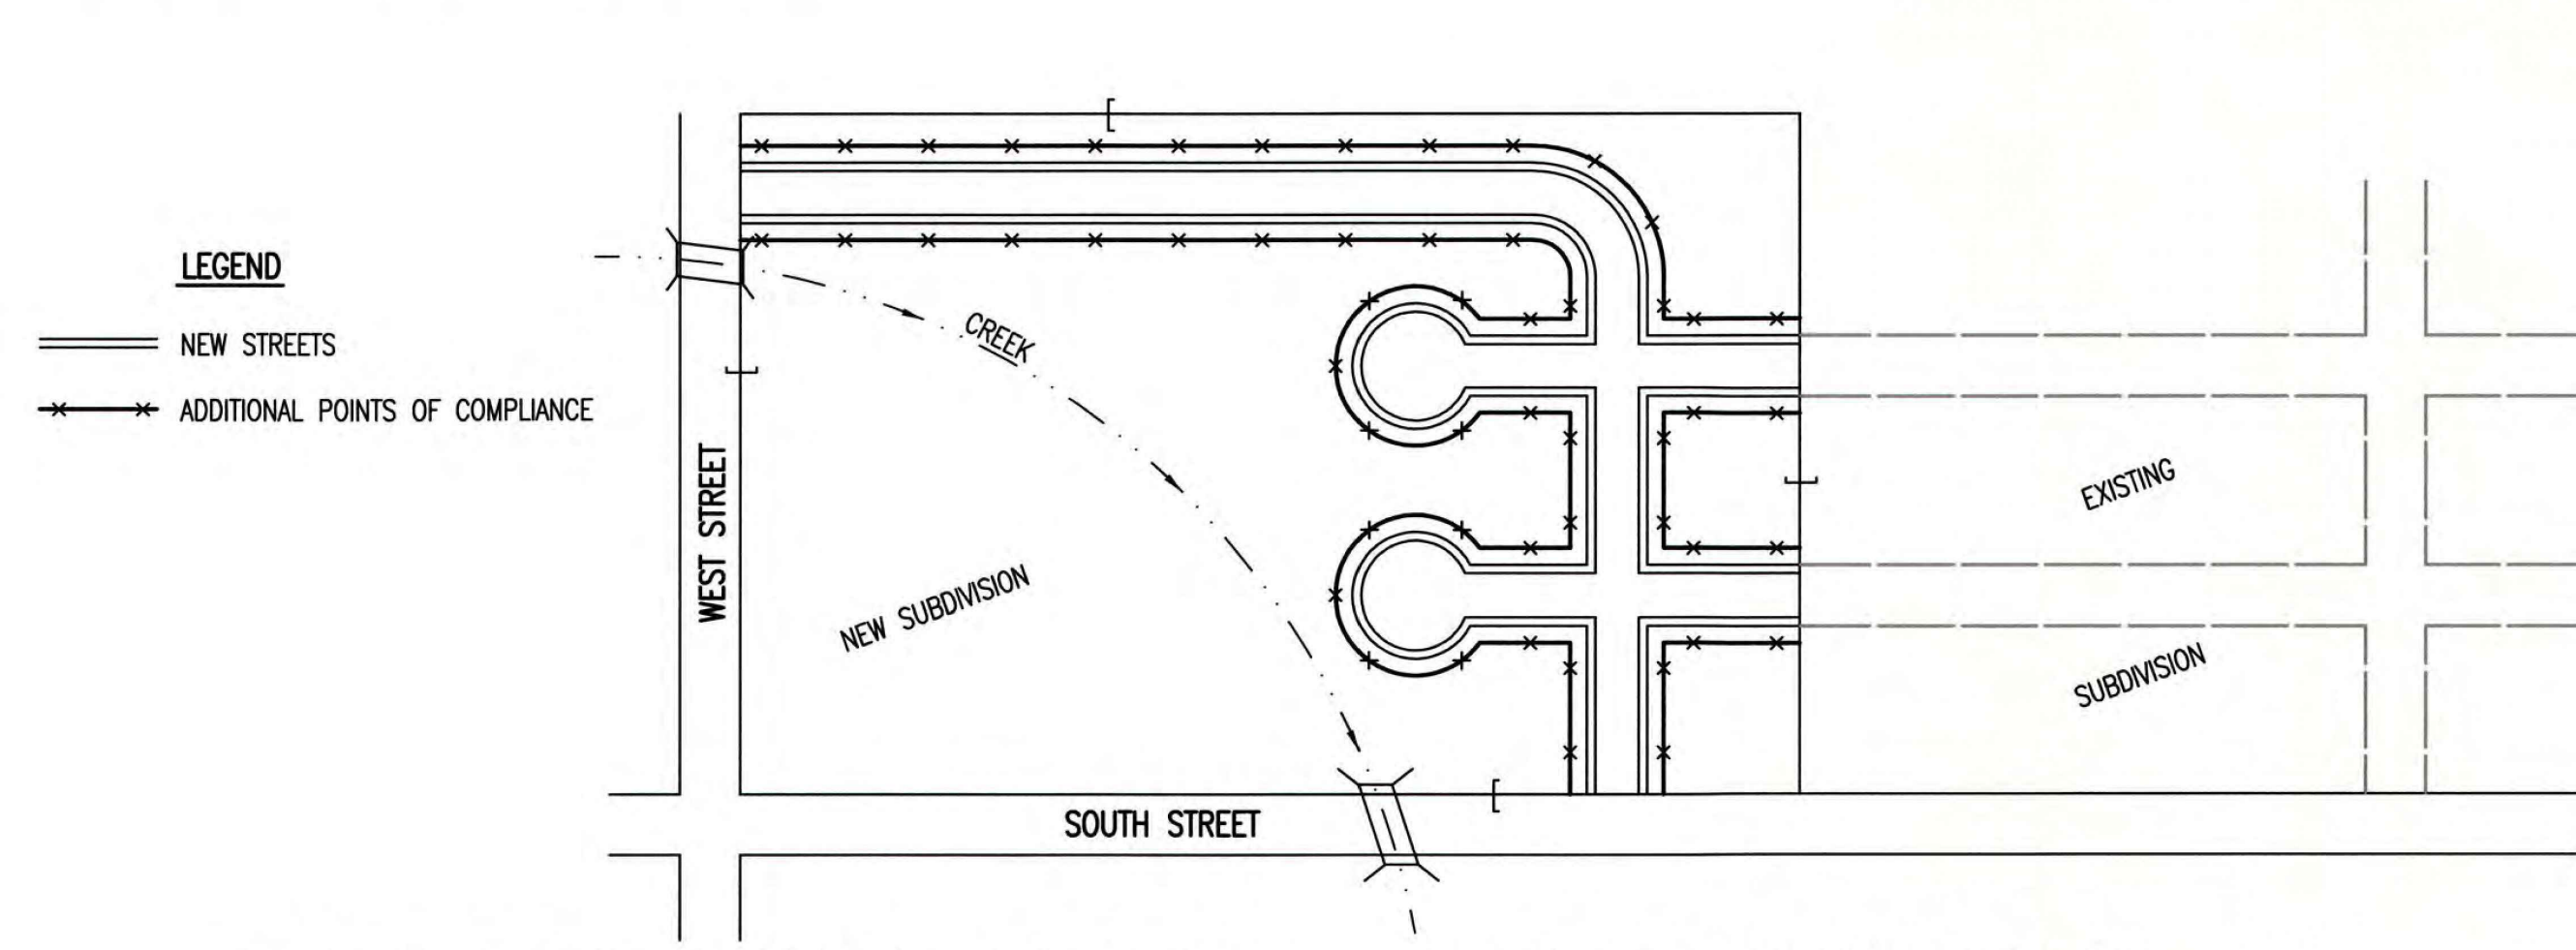 LEGEND
NEW STREETS
ADDITIONAL POINTS OF COMPLIANCE
CREEK
WEST STREET
NEW SUBDIVISION
SOUTH STREET
EXISTING
SUBDIVISION